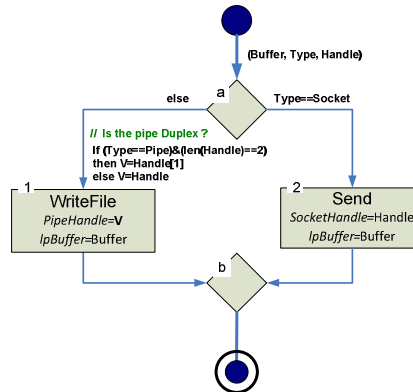 (Buffer, Type, Handle)
a
else
Type==Socket
// Is the pipe Duplex ?
If (Type==Pipe)&(len(Handle)==2)
then V=Handle[1]
else V=Handle
1
WriteFile
PipeHandle=V
lpBuffer=Buffer
2
Send
SocketHandle=Handle
lpBuffer=Buffer
b